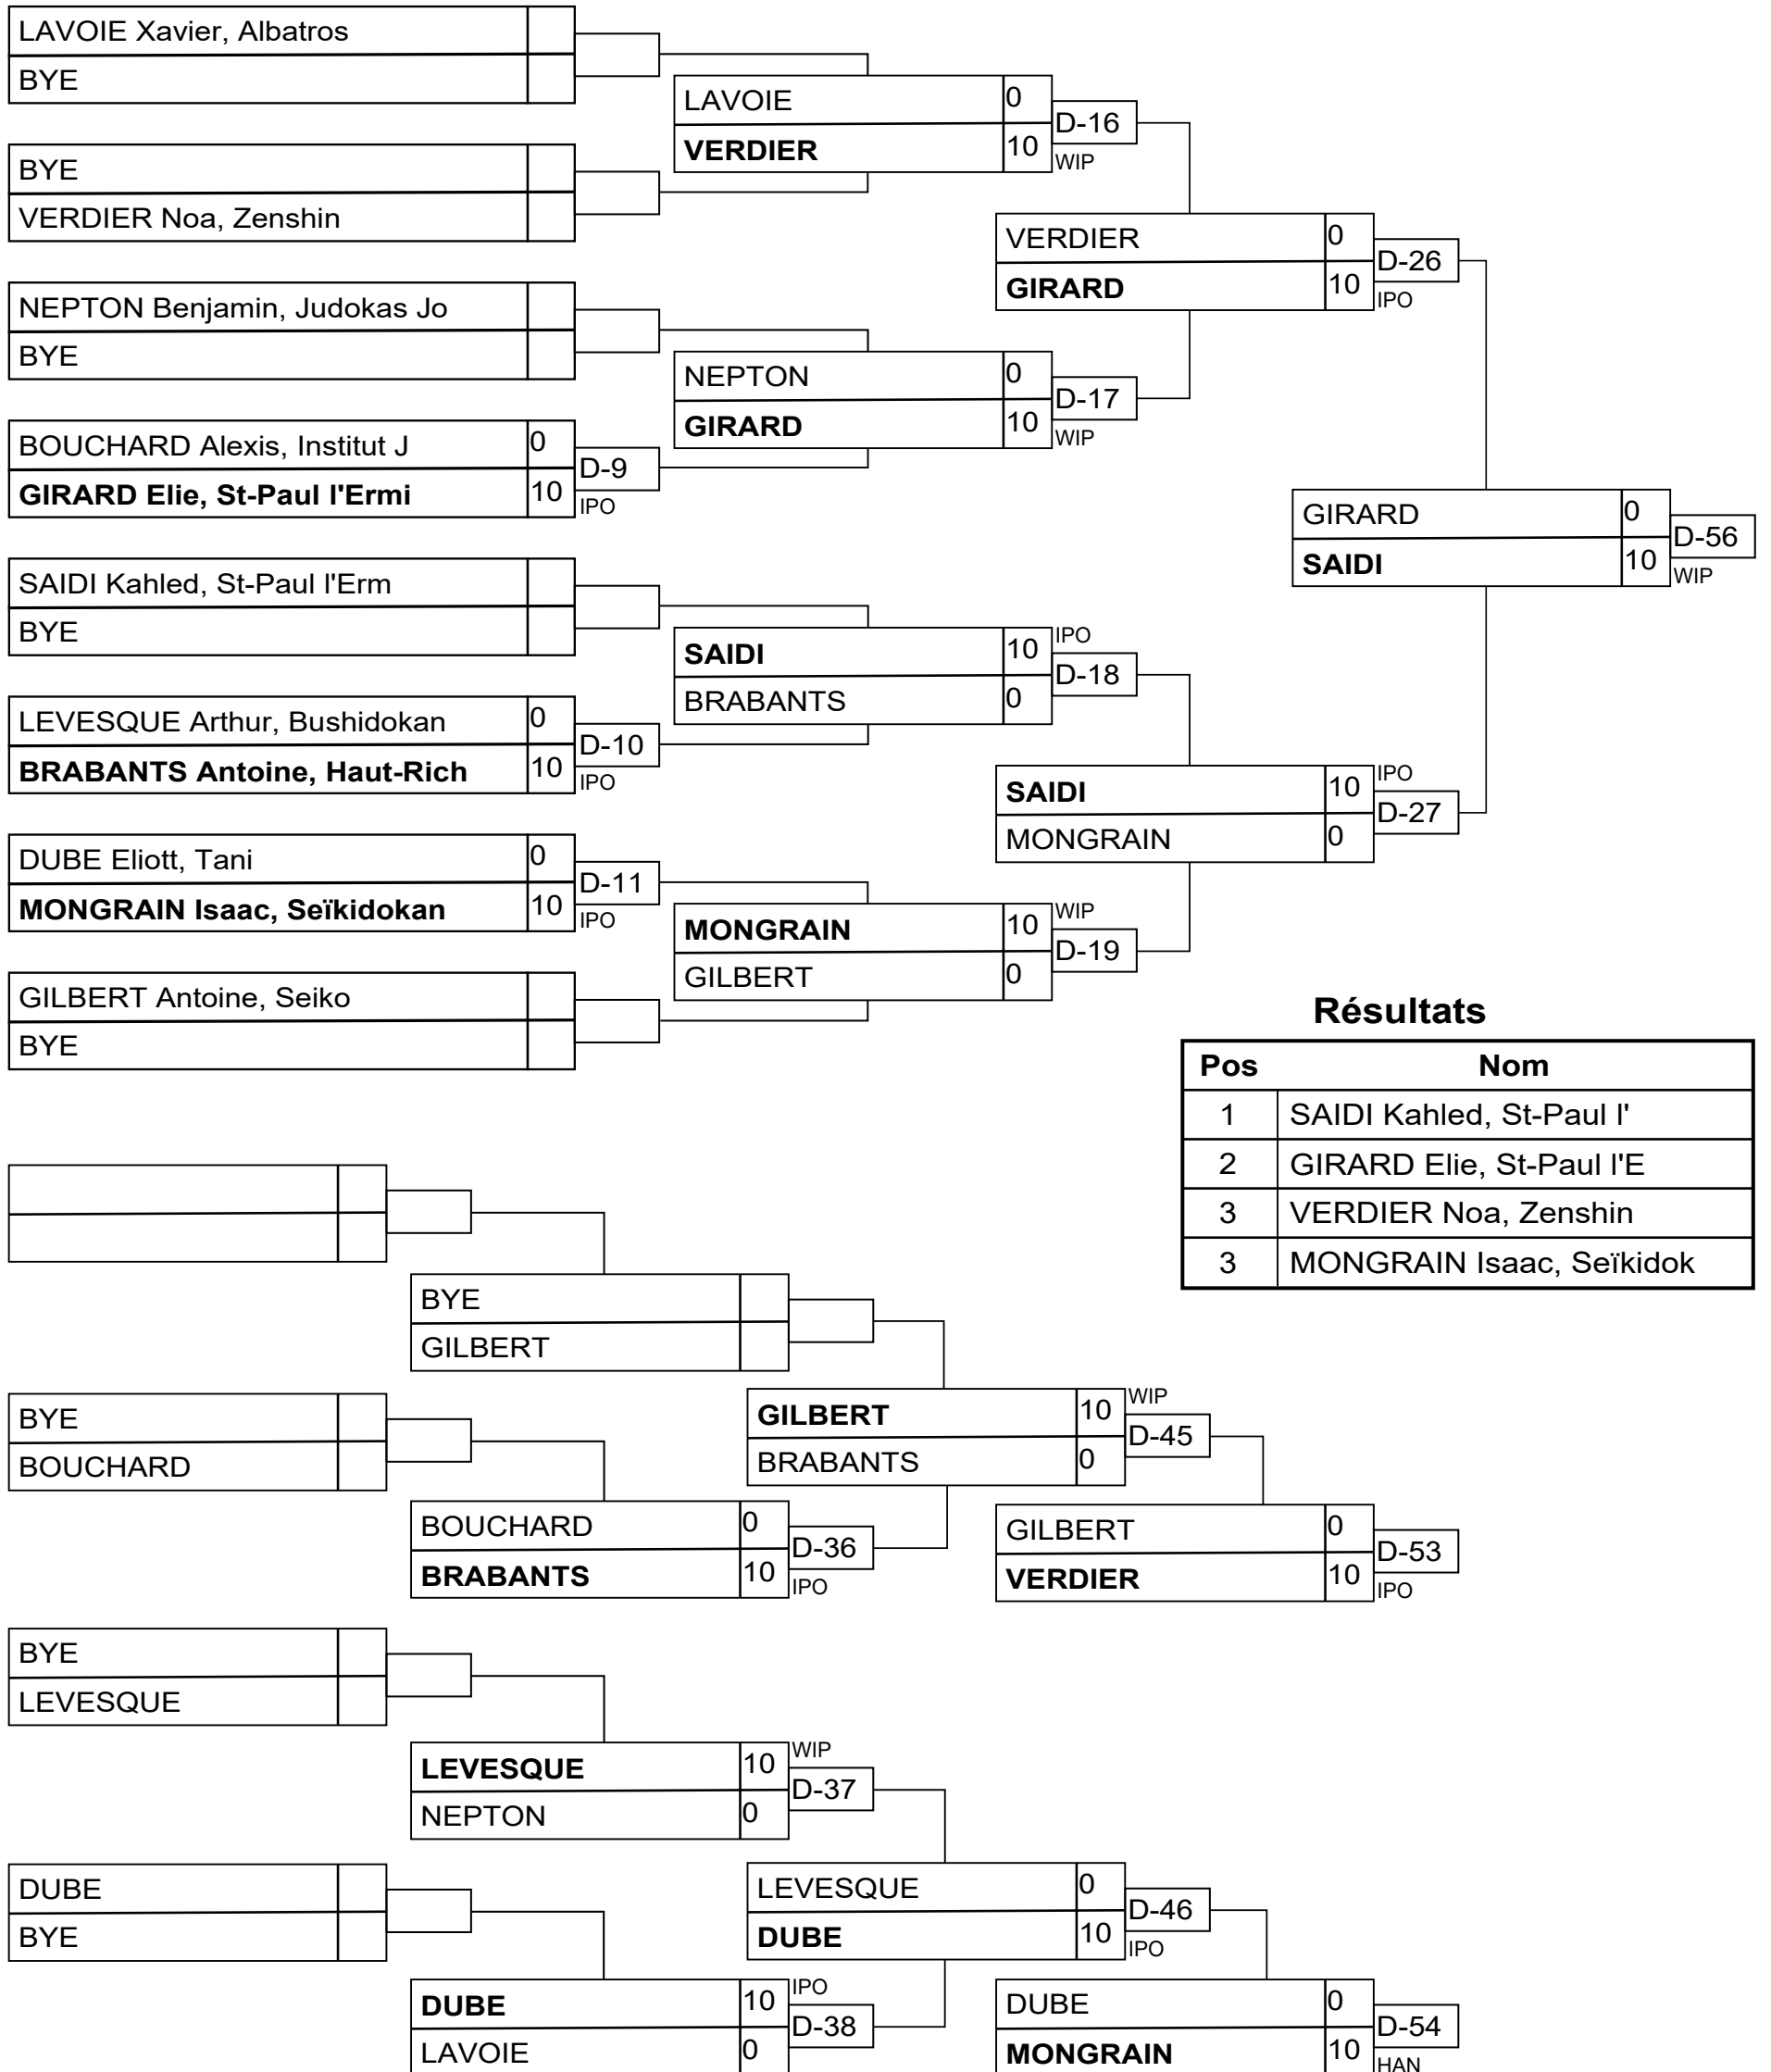 LAVOIE Xavier, Albatros
BYE
LAVOIE 0
D-16
VERDIER 10
WIP
BYE
VERDIER Noa, Zenshin
VERDIER 0
D-26
GIRARD 10
IPO
NEPTON Benjamin, Judokas Jo
BYE
NEPTON 0
D-17
GIRARD 10
WIP
BOUCHARD Alexis, Institut J 0
D-9
GIRARD Elie, St-Paul l'Ermi 10
IPO
GIRARD 0
D-56
SAIDI 10
WIP
SAIDI Kahled, St-Paul l'Erm
BYE
SAIDI 10
IPO
D-18
BRABANTS 0
LEVESQUE Arthur, Bushidokan 0
D-10
BRABANTS Antoine, Haut-Rich 10
IPO
SAIDI 10
IPO
D-27
MONGRAIN 0
DUBE Eliott, Tani 0
D-11
MONGRAIN Isaac, Seïkidokan 10
IPO
MONGRAIN 10
WIP
D-19
GILBERT 0
GILBERT Antoine, Seiko
BYE
Résultats
Pos Nom
1 SAIDI Kahled, St-Paul l'
2 GIRARD Elie, St-Paul l'E
3 VERDIER Noa, Zenshin
3 MONGRAIN Isaac, Seïkidok
BYE
GILBERT
BYE
BOUCHARD
GILBERT 10
WIP
D-45
BRABANTS 0
BOUCHARD 0
D-36
BRABANTS 10
IPO
GILBERT 0
D-53
VERDIER 10
IPO
BYE
LEVESQUE
LEVESQUE 10
WIP
D-37
NEPTON 0
DUBE
BYE
LEVESQUE 0
D-46
DUBE 10
IPO
DUBE 10
IPO
D-38
LAVOIE 0
DUBE 0
D-54
MONGRAIN 10
HAN